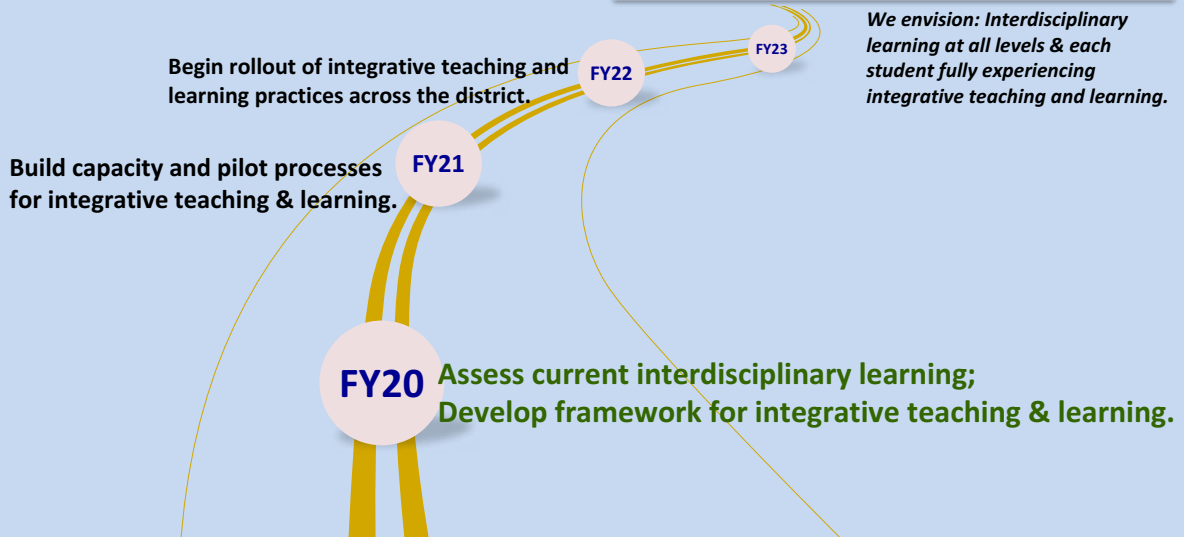 We envision: Interdisciplinary
learning at all levels & each
student fully experiencing
integrative teaching and learning.
FY23
Begin rollout of integrative teaching and
learning practices across the district.
FY22
Build capacity and pilot processes
for integrative teaching & learning.
FY21
FY20
Assess current interdisciplinary learning;
Develop framework for integrative teaching & learning.